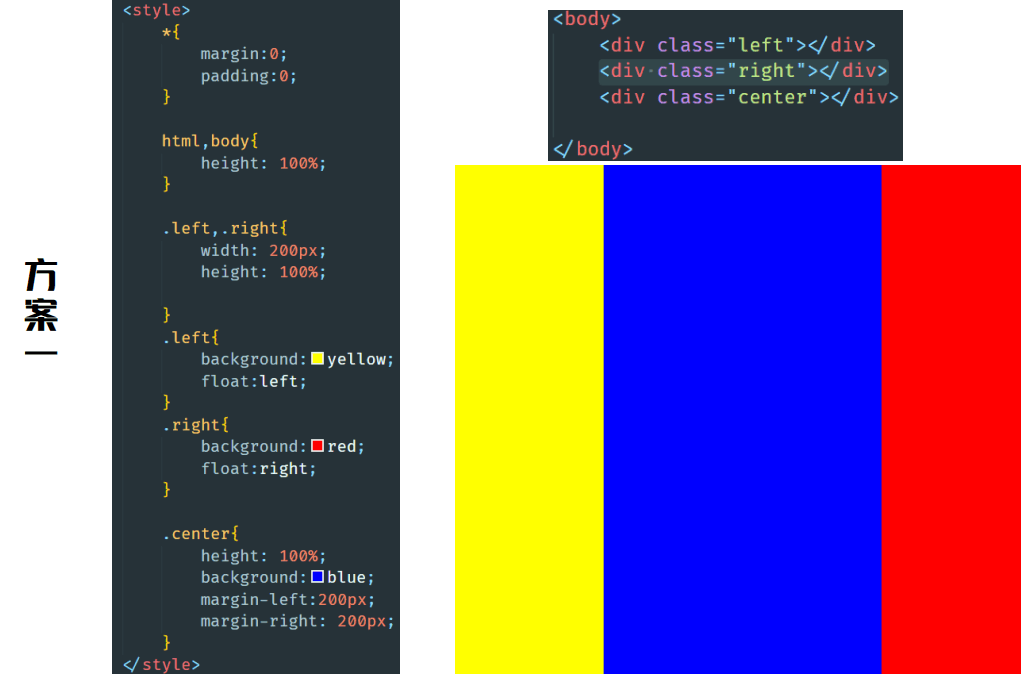 方案一
<style>
*{
margin:0;
padding:0;
}
html,body{
height: 100%;
}
.left,.right{
width: 200px;
height: 100%;
}
.left{
background:yellow;
float:left;
}
.right{
background:red;
float:right;
}
.center{
height: 100%;
background:blue;
margin-left:200px;
margin-right: 200px;
}
</style>
<body>
<div class="left"></div>
<div class="right"></div>
<div class="center"></div>
</body>